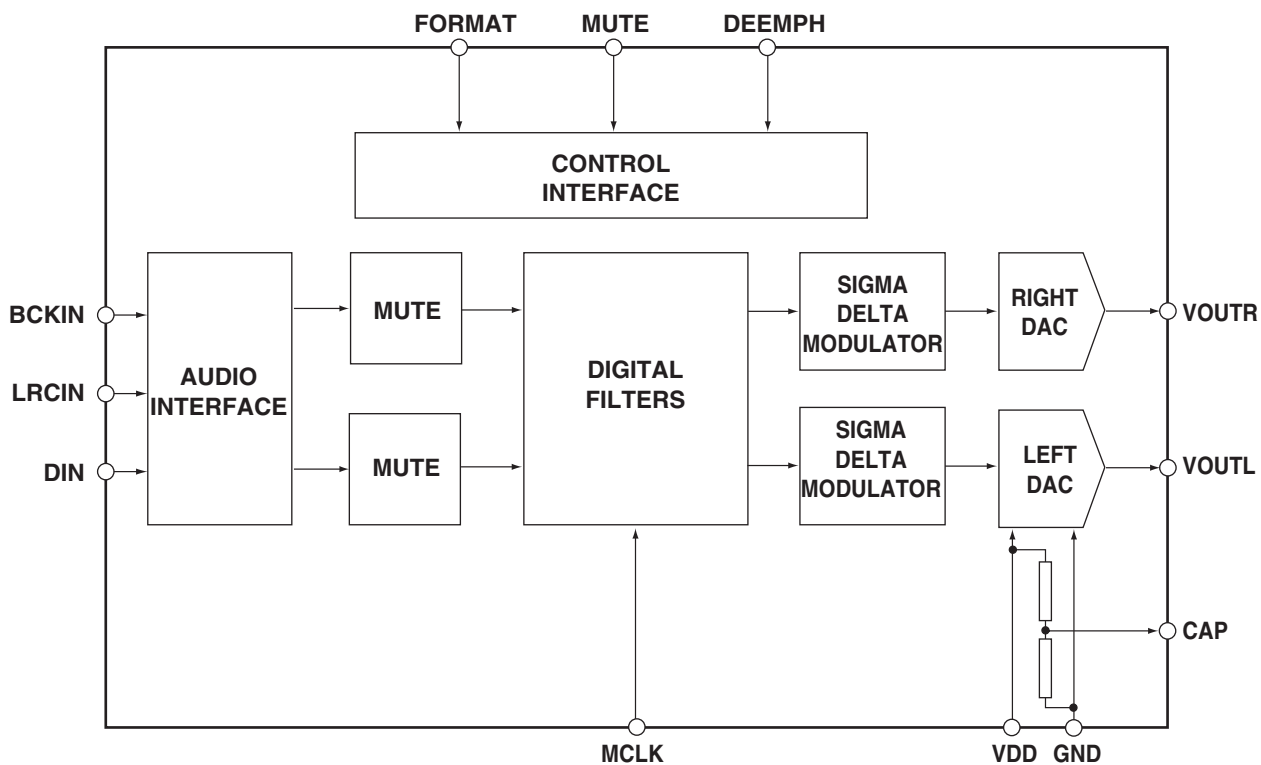 FORMAT
MUTE
DEEMPH
CONTROL
INTERFACE
BCKIN
LRCIN
DIN
AUDIO
INTERFACE
MUTE
MUTE
DIGITAL
FILTERS
SIGMA
DELTA
MODULATOR
RIGHT
DAC
VOUTR
SIGMA
DELTA
MODULATOR
LEFT
DAC
VOUTL
CAP
MCLK
VDD
GND